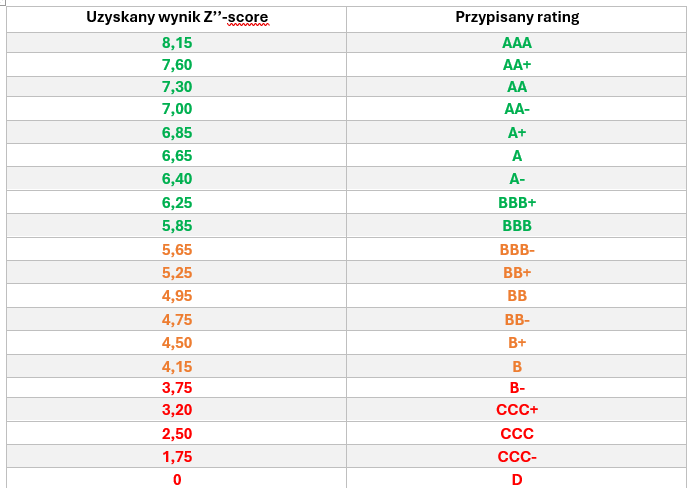 Uzyskany wynik Z’’-score Przypisany rating
8,15 AAA
7,60 AA+
7,30 AA
7,00 AA-
6,85 A+
6,65 A
6,40 A-
6,25 BBB+
5,85 BBB
5,65 BBB-
5,25 BB+
4,95 BB
4,75 BB-
4,50 B+
4,15 B
3,75 B-
3,20 CCC+
2,50 CCC
1,75 CCC-
0 D